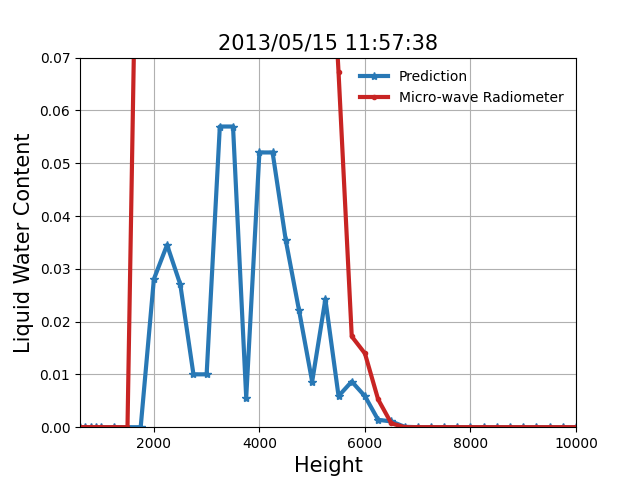 2013/05/15 11:57:38
Prediction
Micro-wave Radiometer
Liquid Water Content
0.07
0.06
0.05
0.04
0.03
0.02
0.01
0.00
2000 4000 6000 8000 10000
Height